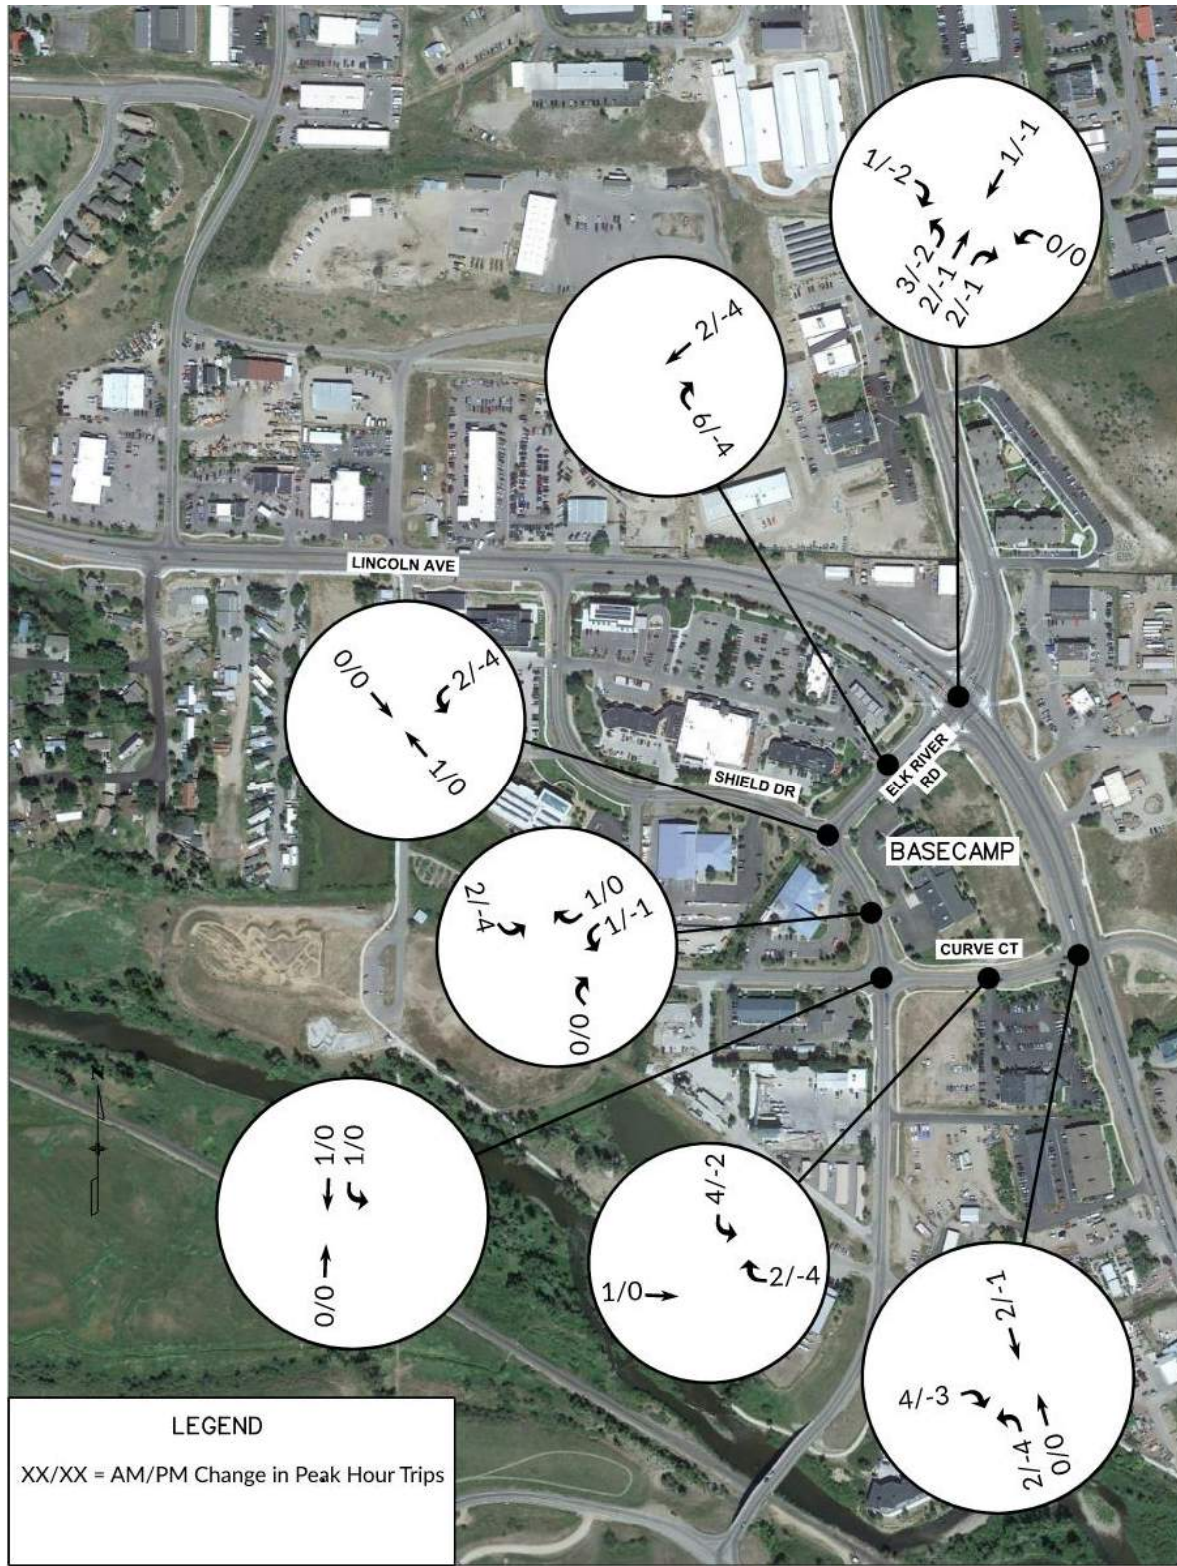 1/-2
1/-1
0/0
3/-2
2/-1
2/-1
2/-4
6/-4
LINCOLN AVE
0/0
2/-4
1/0
SHIELD DR
ELK RIVER
RD
BASECAMP
2/-4
1/0
1/-1
0/0
CURVE CT
N
1/0
1/0
0/0
4/-2
2/-4
1/0
2/-1
4/-3
2/-4
0/0
LEGEND
XX/XX = AM/PM Change in Peak Hour Trips